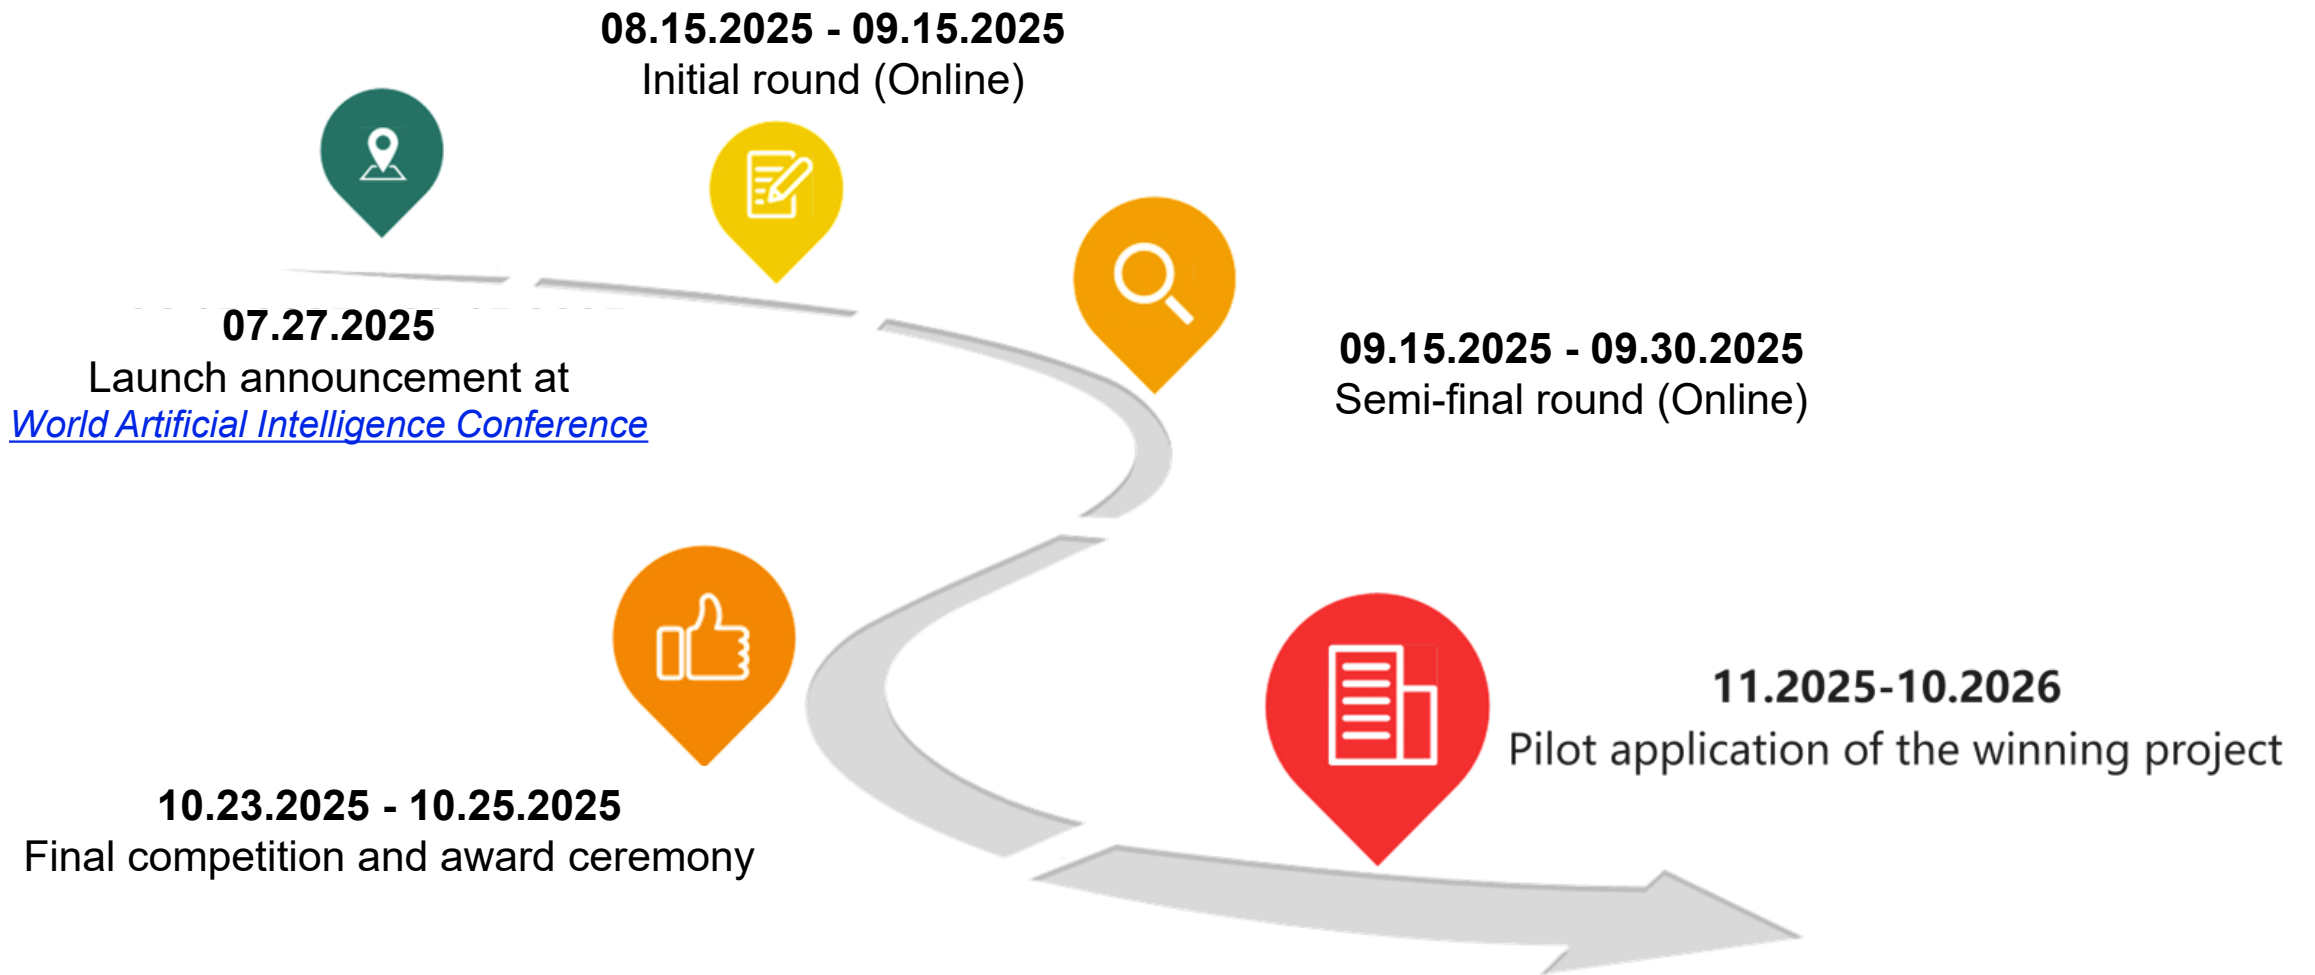 08.15.2025 - 09.15.2025
Initial round (Online)
07.27.2025
Launch announcement at
World Artificial Intelligence Conference
09.15.2025 - 09.30.2025
Semi-final round (Online)
10.23.2025 - 10.25.2025
Final competition and award ceremony
11.2025-10.2026
Pilot application of the winning project